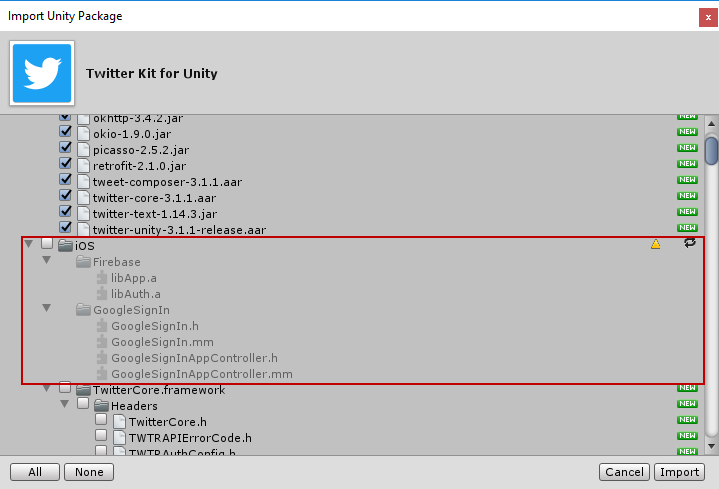 Import Unity Package
x
Twitter Kit for Unity
okhttp-3.4.2.jar NEW
okio-1.9.0.jar NEW
picasso-2.5.2.jar NEW
retrofit-2.1.0.jar NEW
tweet-composer-3.1.1.aar NEW
twitter-core-3.1.1.aar NEW
twitter-text-1.14.3.jar NEW
twitter-unity-3.1.1-release.aar NEW
iOS
Firebase
libApp.a
libAuth.a
GoogleSignIn
GoogleSignIn.h
GoogleSignIn.mm
GoogleSignInAppController.h
GoogleSignInAppController.mm
TwitterCore.framework NEW
Headers NEW
TwitterCore.h NEW
TWTRAPIErrorCode.h NEW
TWTRAuthConfig.h NEW
All None Cancel Import